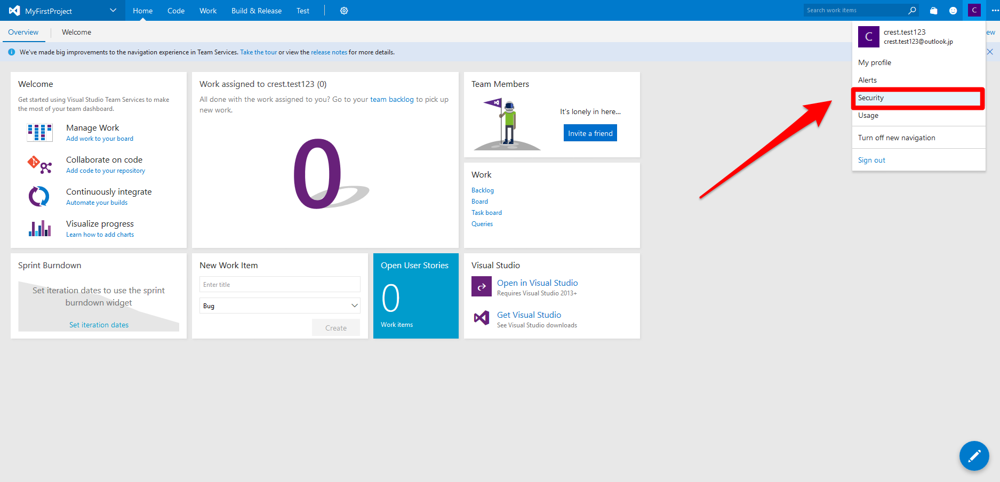 MyFirstProject
Home
Code
Work
Build & Release
Test
Search work items
C
Overview
Welcome
ew
We've made big improvements to the navigation experience in Team Services. Take the tour or view the release notes for more details.
C
crest.test123
crest.test123@outlook.jp
My profile
Alerts
Security
Usage
Turn off new navigation
Sign out
Welcome
Get started using Visual Studio Team Services to make
the most of your team dashboard.
Manage Work
Add work to your board
Collaborate on code
Add code to your repository
Continuously integrate
Automate your builds
Visualize progress
Learn how to add charts
Work assigned to crest.test123 (0)
All done with the work assigned to you? Go to your team backlog to pick up
new work.
0
Team Members
It's lonely in here...
Invite a friend
Work
Backlog
Board
Task board
Queries
Sprint Burndown
Set iteration dates to use the sprint
burndown widget
Set iteration dates
New Work Item
Enter title
Bug
Create
Open User Stories
0
Work items
Visual Studio
Open in Visual Studio
Requires Visual Studio 2013+
Get Visual Studio
See Visual Studio downloads